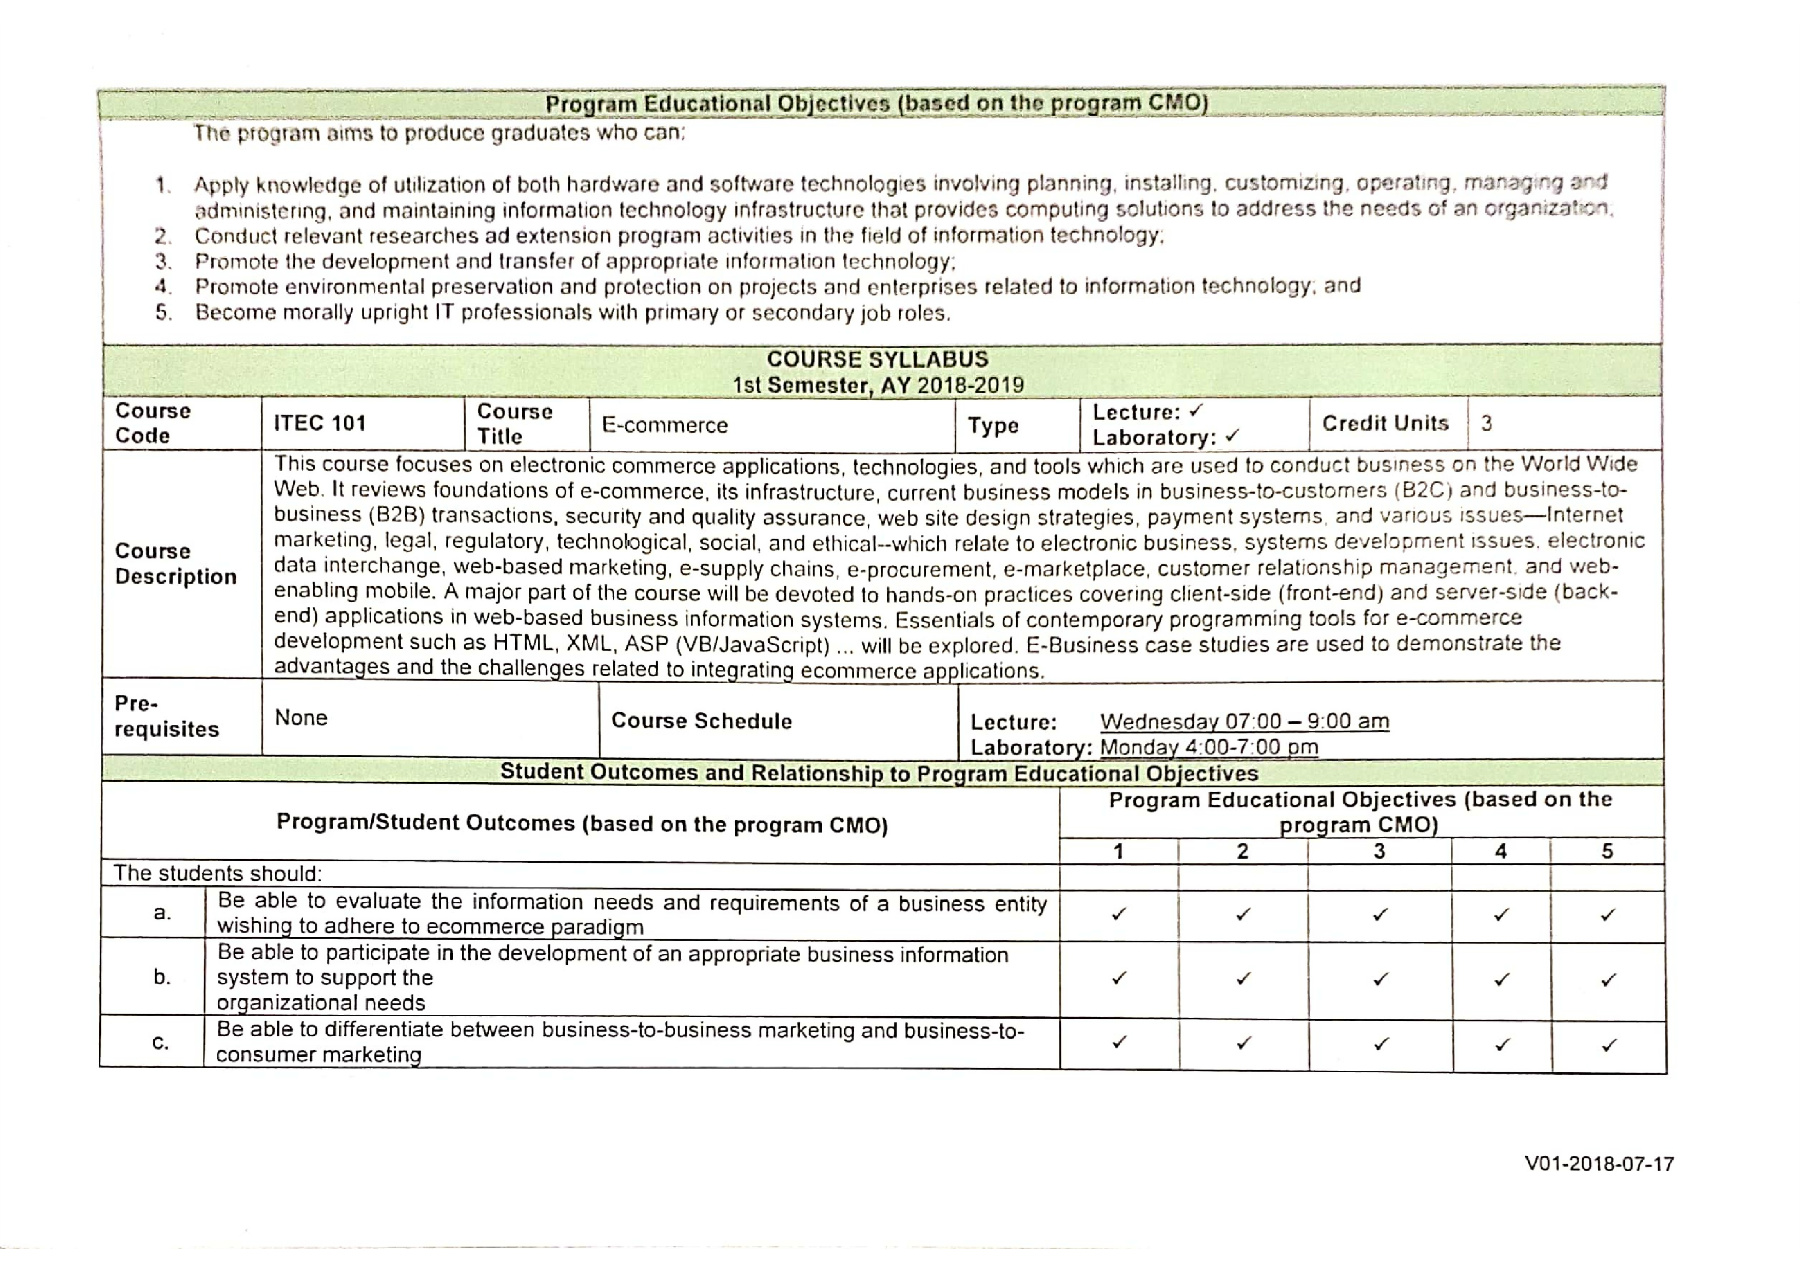 Program Educational Objectives (based on the program CMO)
The program aims to produce graduates who can:
1. Apply knowledge of utilization of both hardware and software technologies involving planning, installing, customizing, operating, managing and
administering, and maintaining information technology infrastructure that provides computing solutions to address the needs of an organization;
2. Conduct relevant researches ad extension program activities in the field of information technology;
3. Promote the development and transfer of appropriate information technology;
4. Promote environmental preservation and protection on projects and enterprises related to information technology; and
5. Become morally upright IT professionals with primary or secondary job roles.
COURSE SYLLABUS
1st Semester, AY 2018-2019
Course Code ITEC 101 Course Title E-commerce Type Lecture: ✓ Laboratory: ✓ Credit Units 3
Course Description
This course focuses on electronic commerce applications, technologies, and tools which are used to conduct business on the World Wide
Web. It reviews foundations of e-commerce, its infrastructure, current business models in business-to-customers (B2C) and business-to-
business (B2B) transactions, security and quality assurance, web site design strategies, payment systems, and various issues—Internet
marketing, legal, regulatory, technological, social, and ethical--which relate to electronic business, systems development issues, electronic
data interchange, web-based marketing, e-supply chains, e-procurement, e-marketplace, customer relationship management, and web-
enabling mobile. A major part of the course will be devoted to hands-on practices covering client-side (front-end) and server-side (back-
end) applications in web-based business information systems. Essentials of contemporary programming tools for e-commerce
development such as HTML, XML, ASP (VB/JavaScript) ... will be explored. E-Business case studies are used to demonstrate the
advantages and the challenges related to integrating ecommerce applications.
Pre-requisites None Course Schedule Lecture: Wednesday 07:00 – 9:00 am
Laboratory: Monday 4:00-7:00 pm
Student Outcomes and Relationship to Program Educational Objectives
Program/Student Outcomes (based on the program CMO)
Program Educational Objectives (based on the
program CMO)
1 2 3 4 5
The students should:
a. Be able to evaluate the information needs and requirements of a business entity
wishing to adhere to ecommerce paradigm ✓ ✓ ✓ ✓ ✓
b. Be able to participate in the development of an appropriate business information
system to support the ✓ ✓ ✓ ✓ ✓
organizational needs
c. Be able to differentiate between business-to-business marketing and business-to-
consumer marketing ✓ ✓ ✓ ✓ ✓
V01-2018-07-17